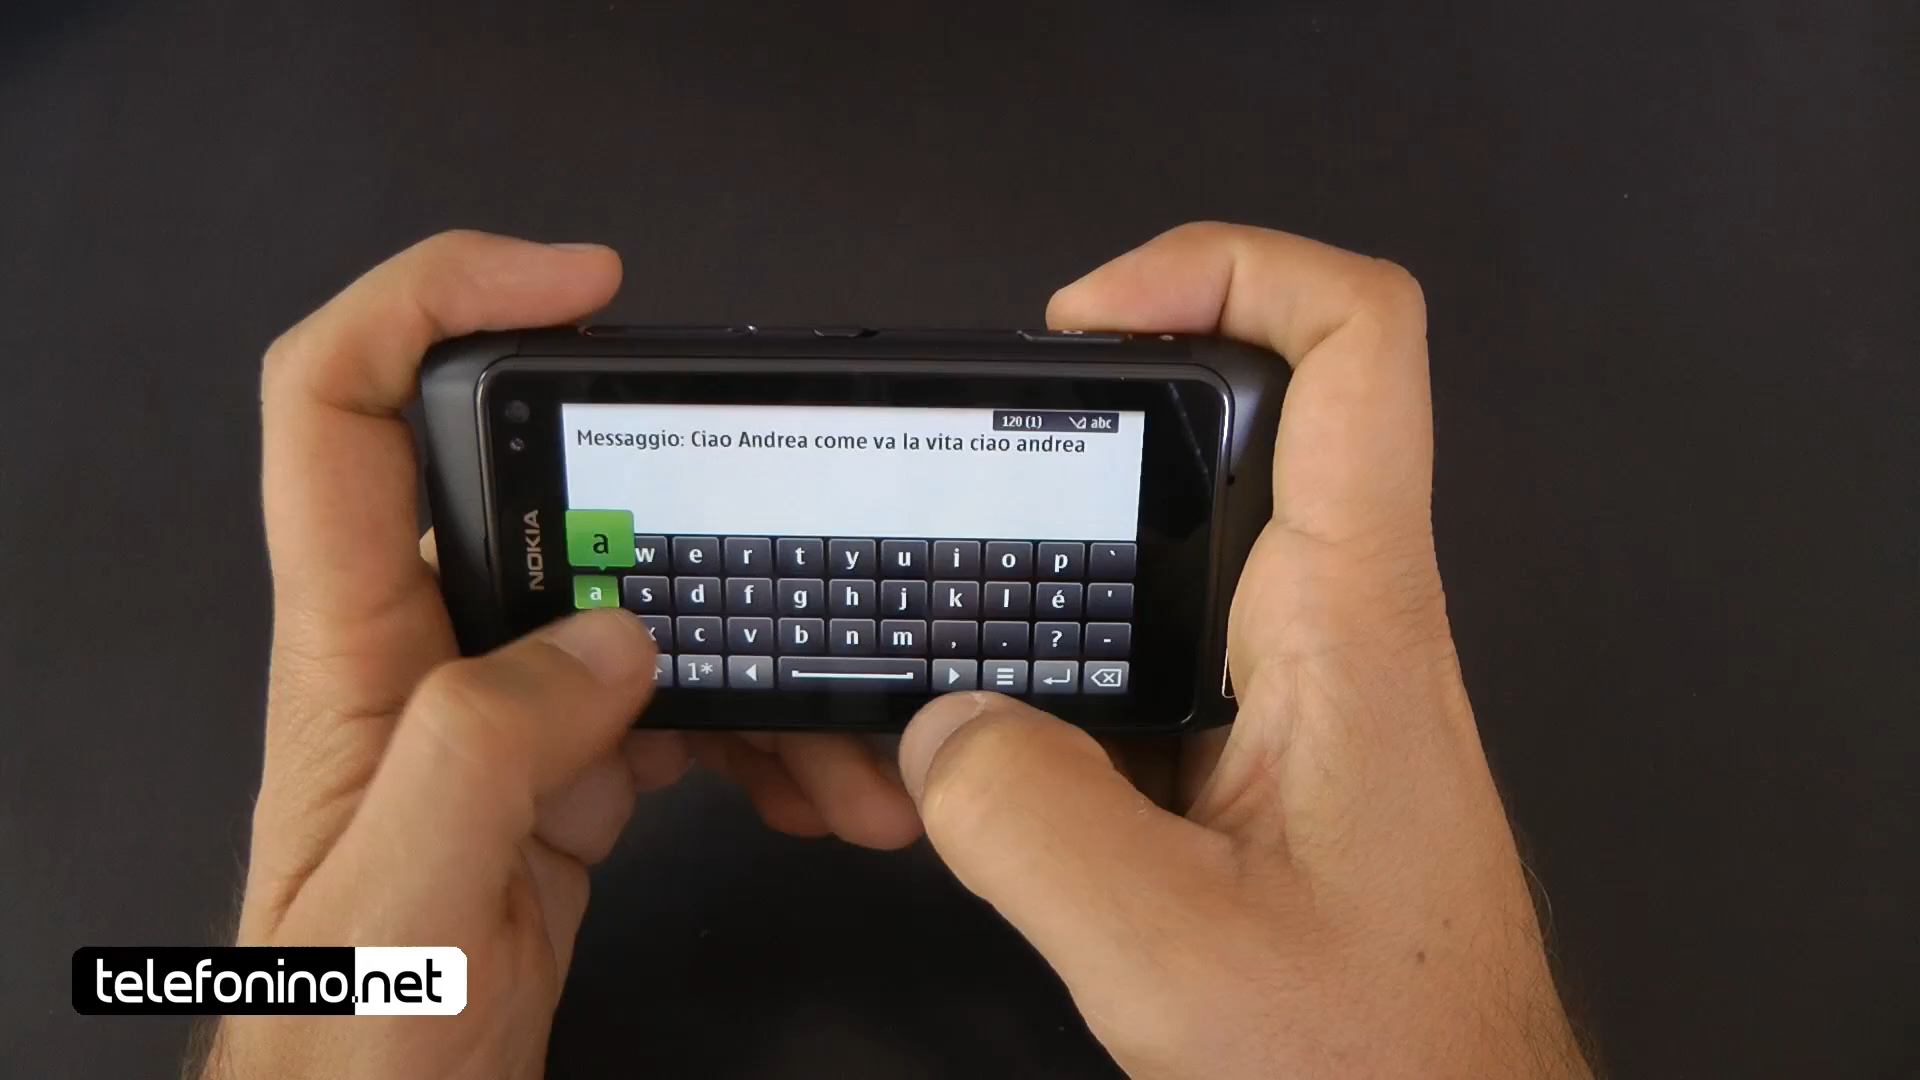 120 (1) abc
Messaggio: Ciao Andrea come va la vita ciao andrea
NOKIA
a
w e r t y u i o p `
a s d f g h j k l é '
c v b n m , . ? -
1*
telefonino.net